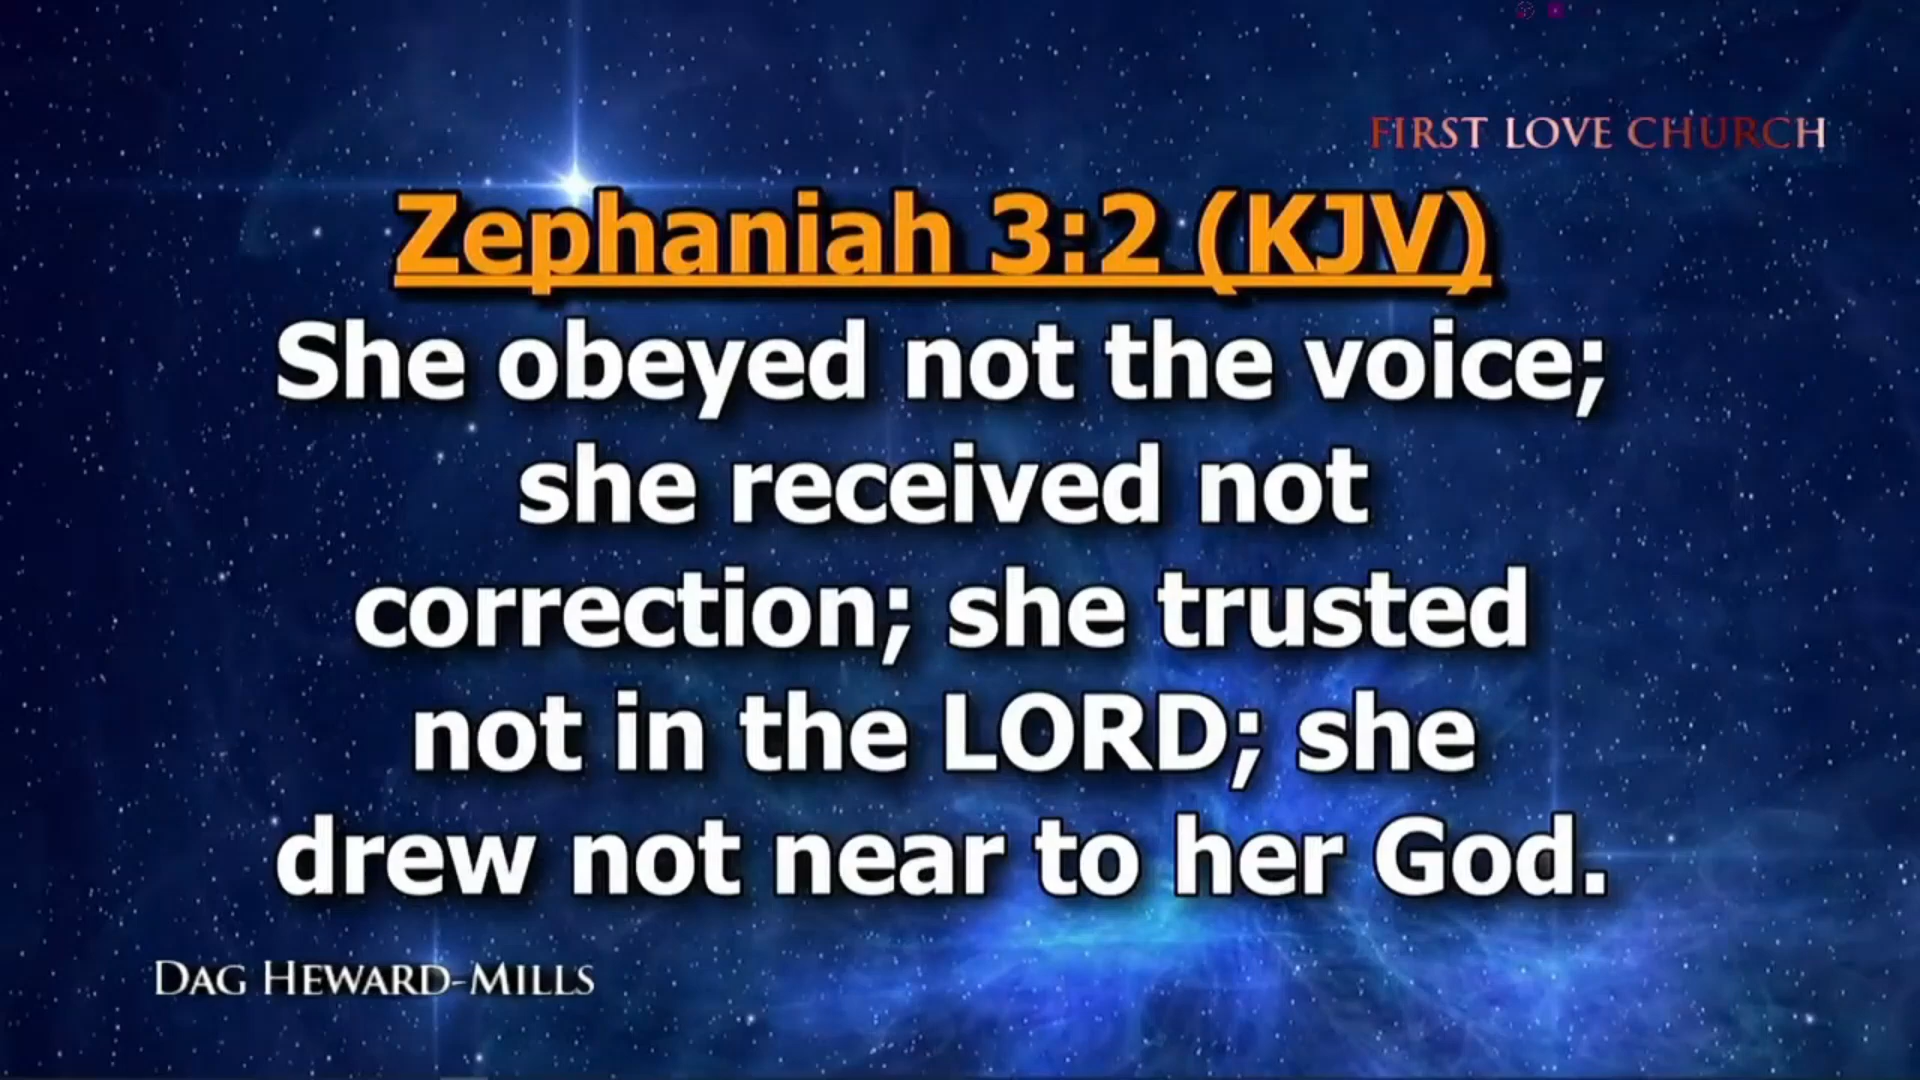 FIRST LOVE CHURCH
Zephaniah 3:2 (KJV)
She obeyed not the voice;
she received not
correction; she trusted
not in the LORD; she
drew not near to her God.
DAG HEWARD-MILLS